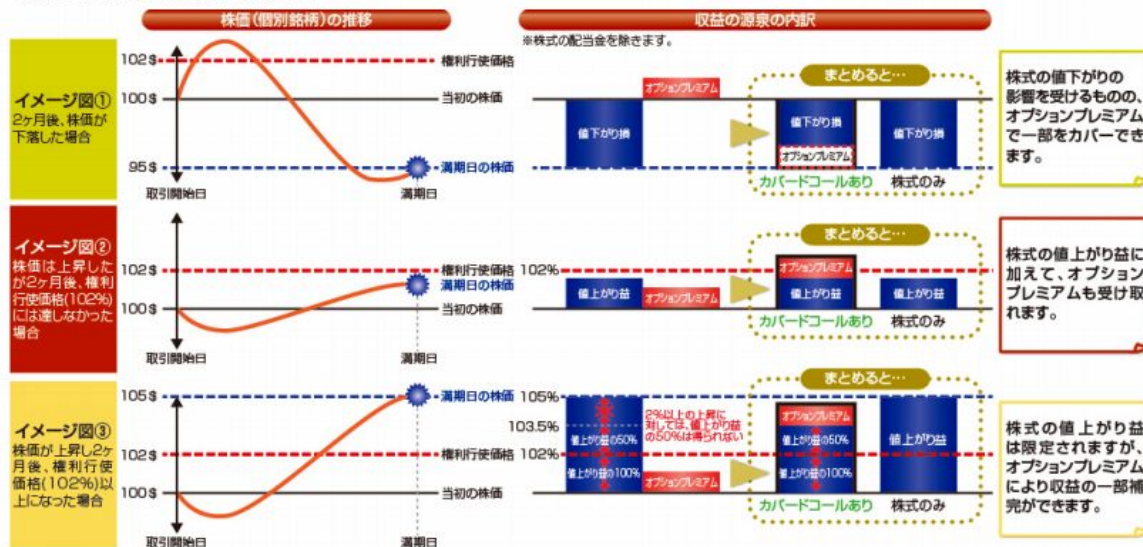 株価(個別銘柄)の推移
収益の源泉の内訳
※株式の配当金を除きます。
イメージ図①
2ヶ月後、株価が
下落した場合
102$
100$
95$
権利行使価格
当初の株価
満期日の株価
取引開始日
満期日
オプションプレミアム
値下がり損
まとめると…
値下がり損
オプションプレミアム
値下がり損
カバードコールあり
株式のみ
株式の値下がりの
影響を受けるものの、
オプションプレミアム
で一部をカバーでき
ます。
イメージ図②
株価は上昇した
が2ヶ月後、権利
行使価格(102%)
には達しなかった
場合
102$
100$
権利行使価格
満期日の株価
当初の株価
取引開始日
満期日
102%
値上がり益
オプションプレミアム
まとめると…
オプションプレミアム
値上がり益
値上がり益
カバードコールあり
株式のみ
株式の値上がり益に
加えて、オプション
プレミアムも受け取
れます。
イメージ図③
株価が上昇し2ヶ
月後、権利行使
価格(102%)以
上になった場合
105$
102$
100$
満期日の株価
権利行使価格
当初の株価
取引開始日
満期日
105%
103.5%
102%
値上がり益の50%
値上がり益の100%
2%以上の上昇に
対しては、値上がり益
の50%は得られない
オプションプレミアム
まとめると…
オプションプレミアム
値上がり益の50%
値上がり益の100%
値上がり益
カバードコールあり
株式のみ
株式の値上がり益
は限定されますが、
オプションプレミアム
により収益の一部補
完ができます。